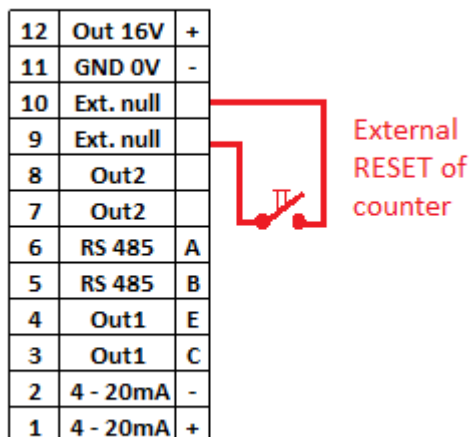 12 Out 16V +
11 GND 0V -
10 Ext. null
9 Ext. null
8 Out2
7 Out2
6 RS 485 A
5 RS 485 B
4 Out1 E
3 Out1 C
2 4 - 20mA -
1 4 - 20mA +
External
RESET of
counter